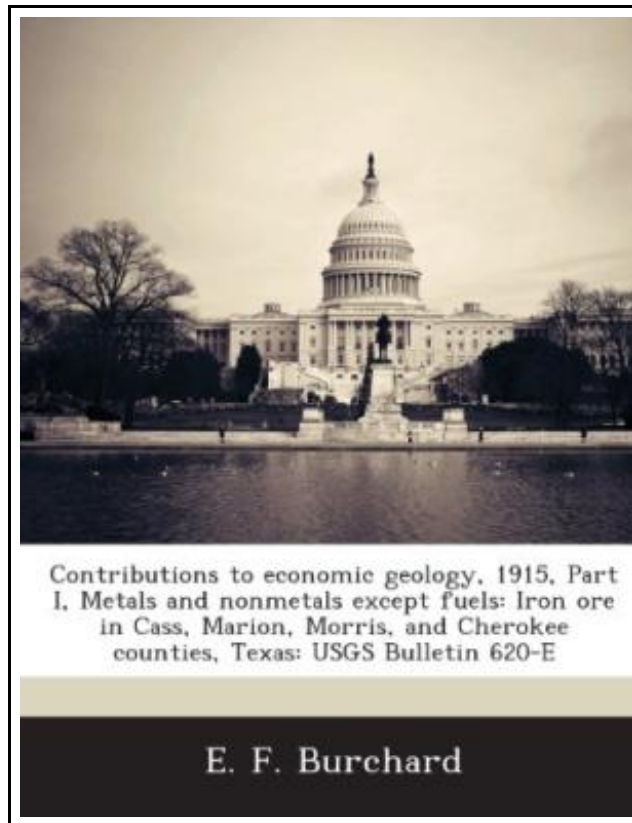 Contributions to economic geology, 1915, Part
I, Metals and nonmetals except fuels: Iron ore
in Cass, Marion, Morris, and Cherokee
counties, Texas: USGS Bulletin 620-E
E. F. Burchard